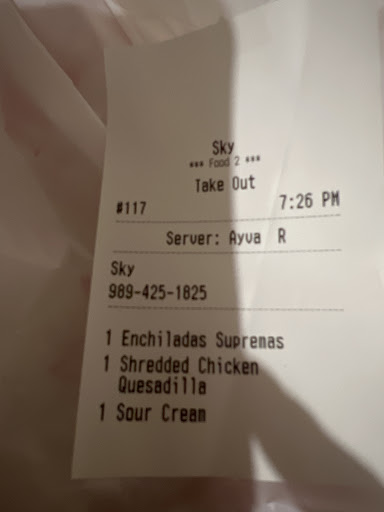 Sky
*** Food 2 ***
Take Out
#117 7:26 PM
Server: Ayva R
Sky
989-425-1825
1 Enchiladas Supremas
1 Shredded Chicken
Quesadilla
1 Sour Cream